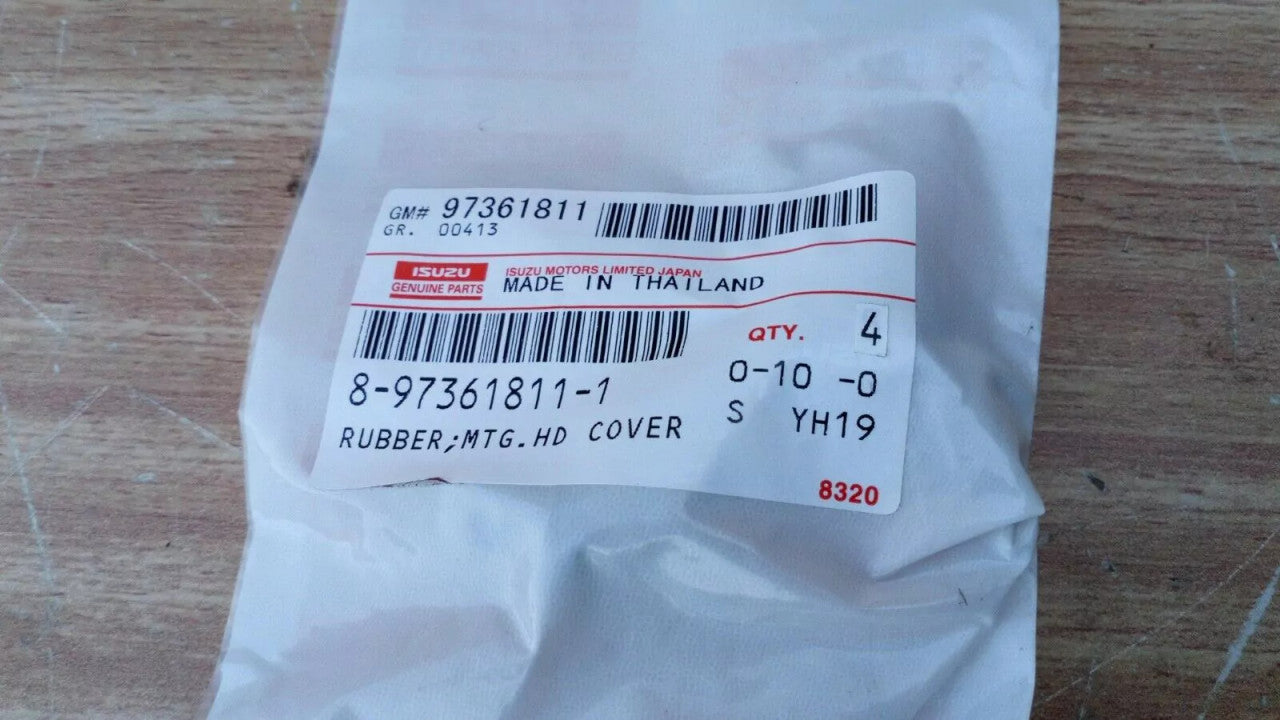 GM# 97361811
GR. 00413
ISUZU
GENUINE PARTS
ISUZU MOTORS LIMITED JAPAN
MADE IN THAILAND
QTY. 4
8-97361811-1
0-10 -0
RUBBER;MTG.HD COVER
S YH19
8320